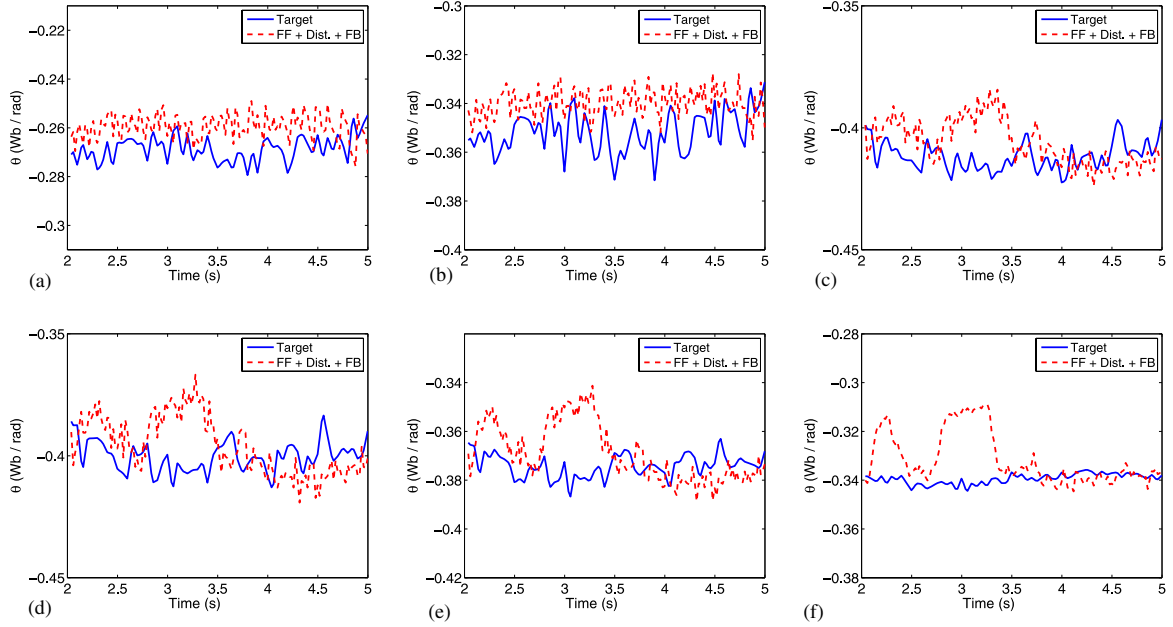 −0.22
−0.24
−0.26
−0.28
−0.3
θ (Wb / rad)
2 2.5 3 3.5 4 4.5 5
Time (s)
Target
FF + Dist. + FB
(a)
−0.3
−0.32
−0.34
−0.36
−0.38
−0.4
θ (Wb / rad)
2 2.5 3 3.5 4 4.5 5
Time (s)
Target
FF + Dist. + FB
(b)
−0.35
−0.4
−0.45
θ (Wb / rad)
2 2.5 3 3.5 4 4.5 5
Time (s)
Target
FF + Dist. + FB
(c)
−0.35
−0.4
−0.45
θ (Wb / rad)
2 2.5 3 3.5 4 4.5 5
Time (s)
Target
FF + Dist. + FB
(d)
−0.34
−0.36
−0.38
−0.4
−0.42
θ (Wb / rad)
2 2.5 3 3.5 4 4.5 5
Time (s)
Target
FF + Dist. + FB
(e)
−0.28
−0.3
−0.32
−0.34
−0.36
−0.38
θ (Wb / rad)
2 2.5 3 3.5 4 4.5 5
Time (s)
Target
FF + Dist. + FB
(f)